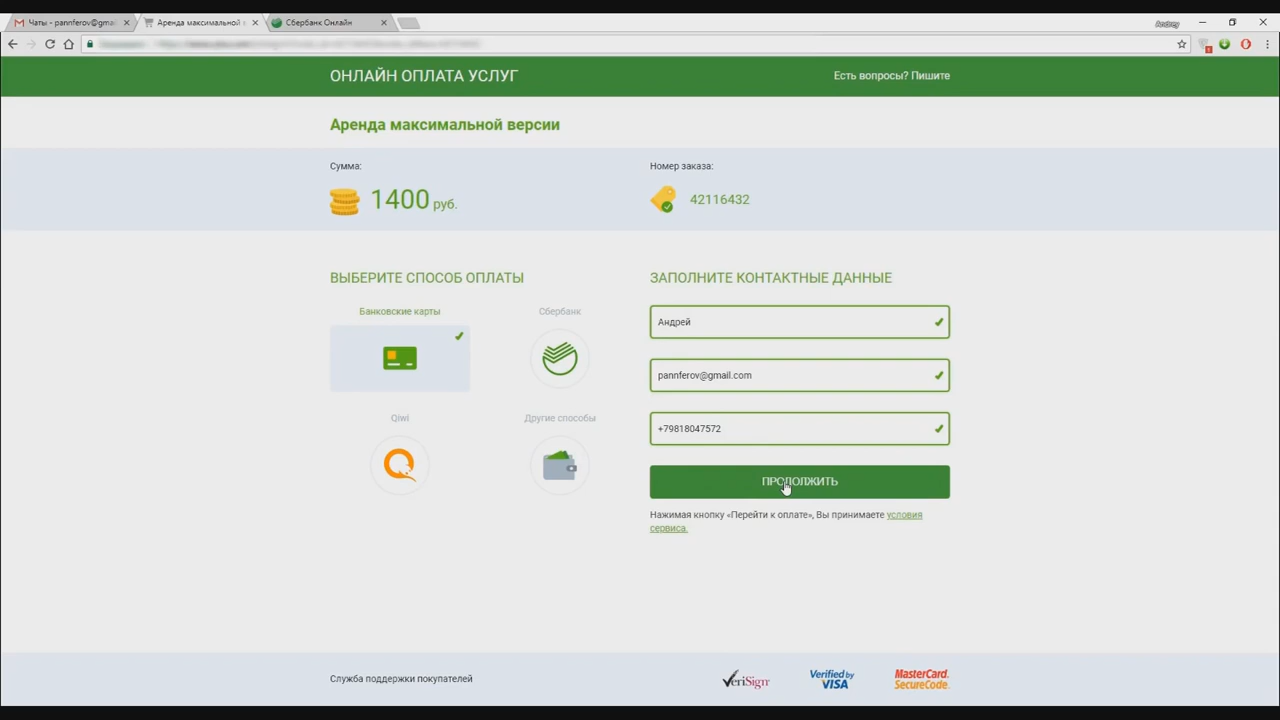 Чаты - pannferov@gmai
Аренда максимальной в
Сбербанк Онлайн
Andrey
ОНЛАЙН ОПЛАТА УСЛУГ
Есть вопросы? Пишите
Аренда максимальной версии
Сумма:
Номер заказа:
1400 руб.
42116432
ВЫБЕРИТЕ СПОСОБ ОПЛАТЫ
ЗАПОЛНИТЕ КОНТАКТНЫЕ ДАННЫЕ
Банковские карты
Сбербанк
Андрей
pannferov@gmail.com
Qiwi
Другие способы
+79818047572
ПРОДОЛЖИТЬ
Нажимая кнопку «Перейти к оплате», Вы принимаете условия
сервиса.
Служба поддержки покупателей
VeriSign
Verified by
VISA
MasterCard.
SecureCode.